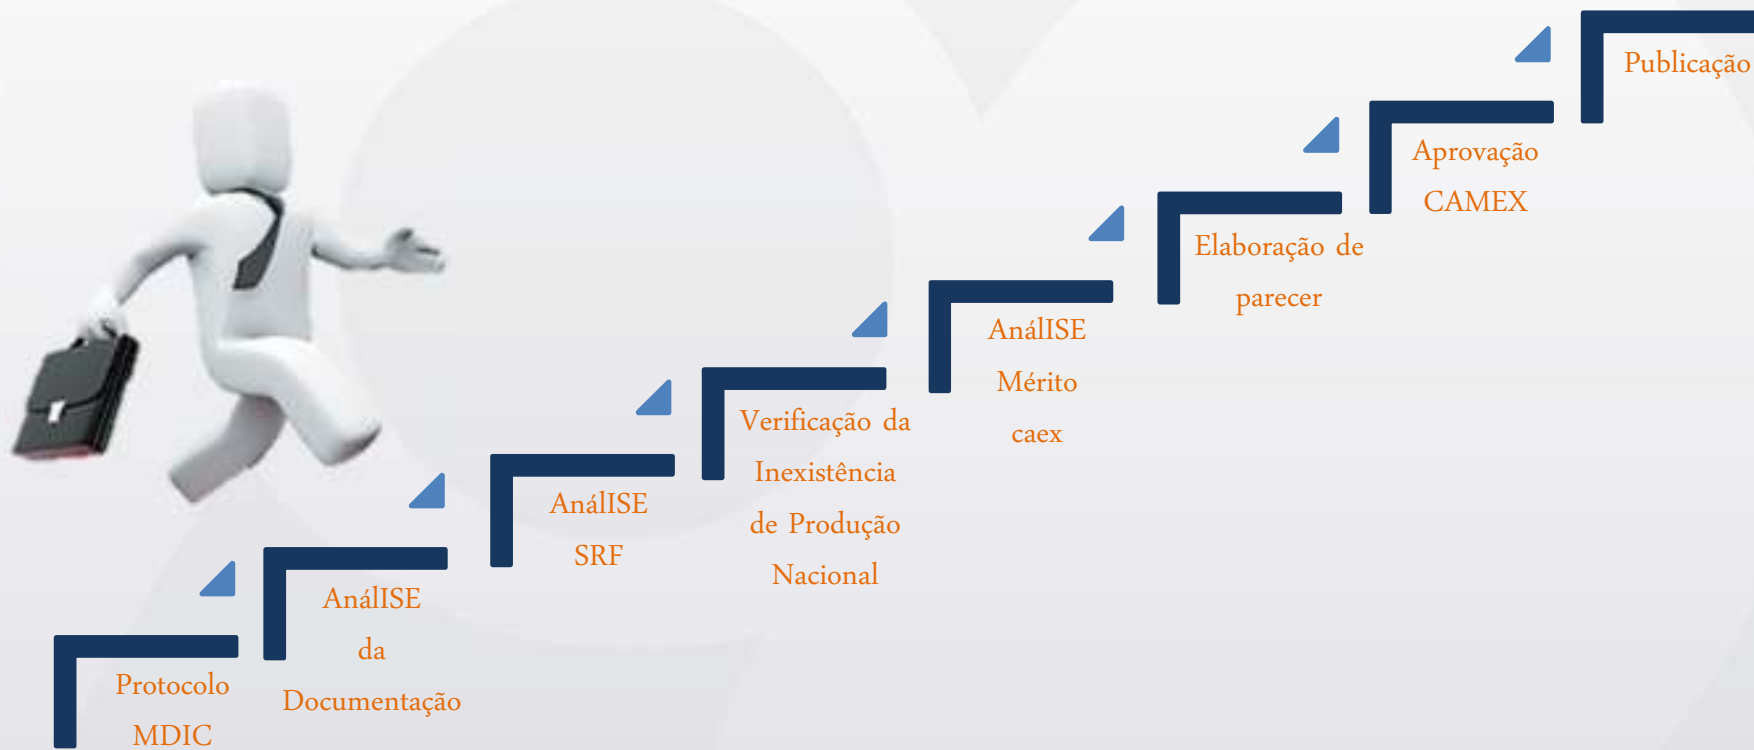 Protocolo
MDIC
AnálISE
da
Documentação
AnálISE
SRF
Verificação da
Inexistência
de Produção
Nacional
AnálISE
Mérito
caex
Elaboração de
parecer
Aprovação
CAMEX
Publicação